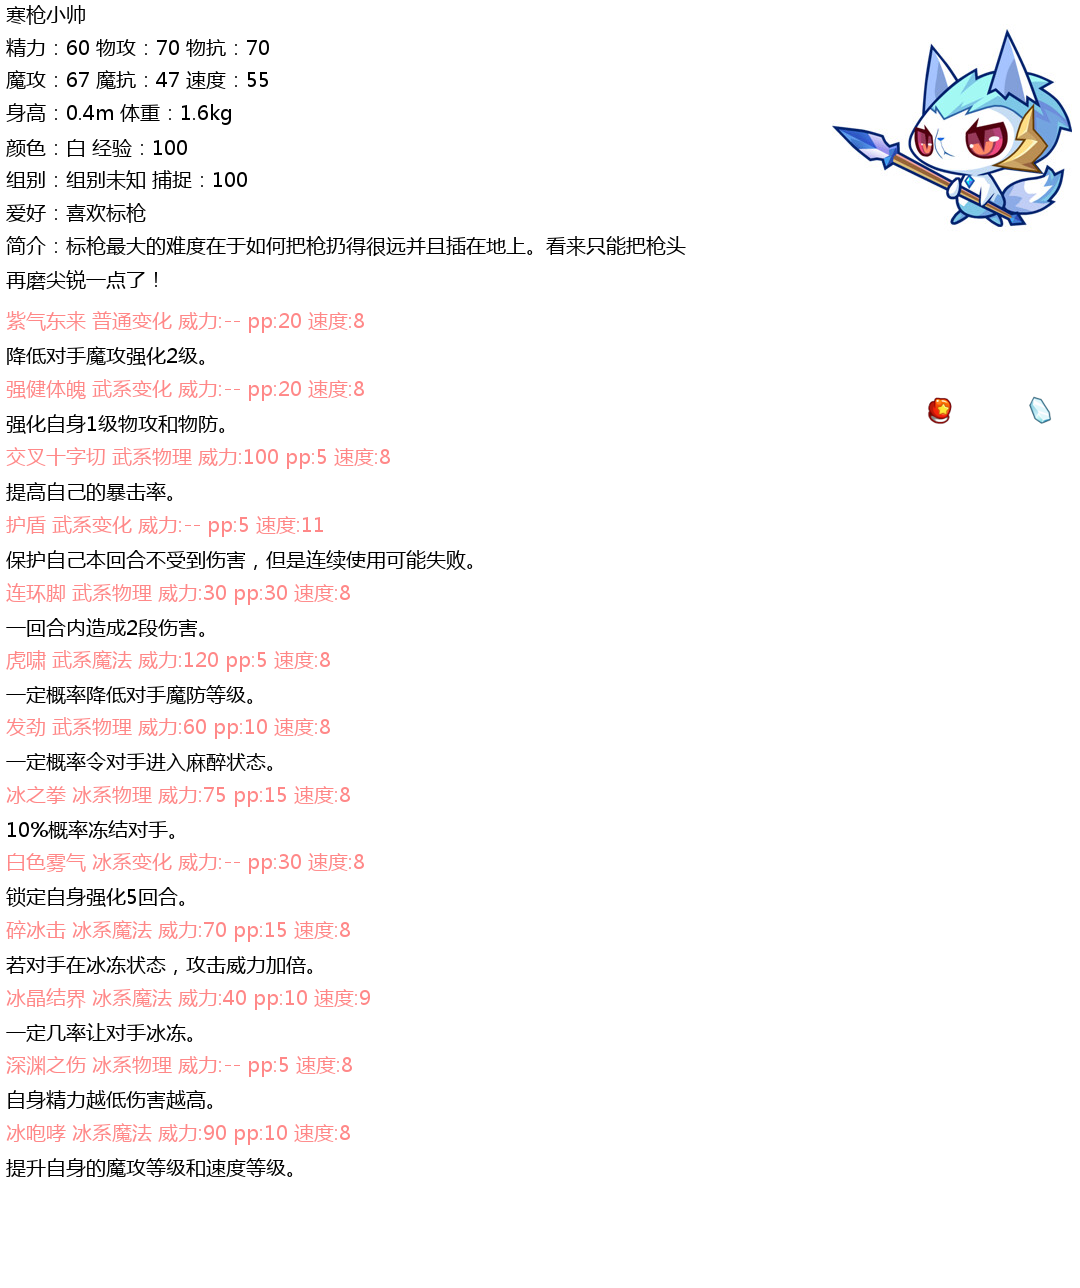 寒枪小帅
精力：60 物攻：70 物抗：70
魔攻：67 魔抗：47 速度：55
身高：0.4m 体重：1.6kg
颜色：白 经验：100
组别：组别未知 捕捉：100
爱好：喜欢标枪
简介：标枪最大的难度在于如何把枪扔得很远并且插在地上。看来只能把枪头
再磨尖锐一点了！
紫气东来 普通变化 威力:-- pp:20 速度:8
降低对手魔攻强化2级。
强健体魄 武系变化 威力:-- pp:20 速度:8
强化自身1级物攻和物防。
交叉十字切 武系物理 威力:100 pp:5 速度:8
提高自己的暴击率。
护盾 武系变化 威力:-- pp:5 速度:11
保护自己本回合不受到伤害，但是连续使用可能失败。
连环脚 武系物理 威力:30 pp:30 速度:8
一回合内造成2段伤害。
虎啸 武系魔法 威力:120 pp:5 速度:8
一定概率降低对手魔防等级。
发劲 武系物理 威力:60 pp:10 速度:8
一定概率令对手进入麻醉状态。
冰之拳 冰系物理 威力:75 pp:15 速度:8
10%概率冻结对手。
白色雾气 冰系变化 威力:-- pp:30 速度:8
锁定自身强化5回合。
碎冰击 冰系魔法 威力:70 pp:15 速度:8
若对手在冰冻状态，攻击威力加倍。
冰晶结界 冰系魔法 威力:40 pp:10 速度:9
一定几率让对手冰冻。
深渊之伤 冰系物理 威力:-- pp:5 速度:8
自身精力越低伤害越高。
冰咆哮 冰系魔法 威力:90 pp:10 速度:8
提升自身的魔攻等级和速度等级。